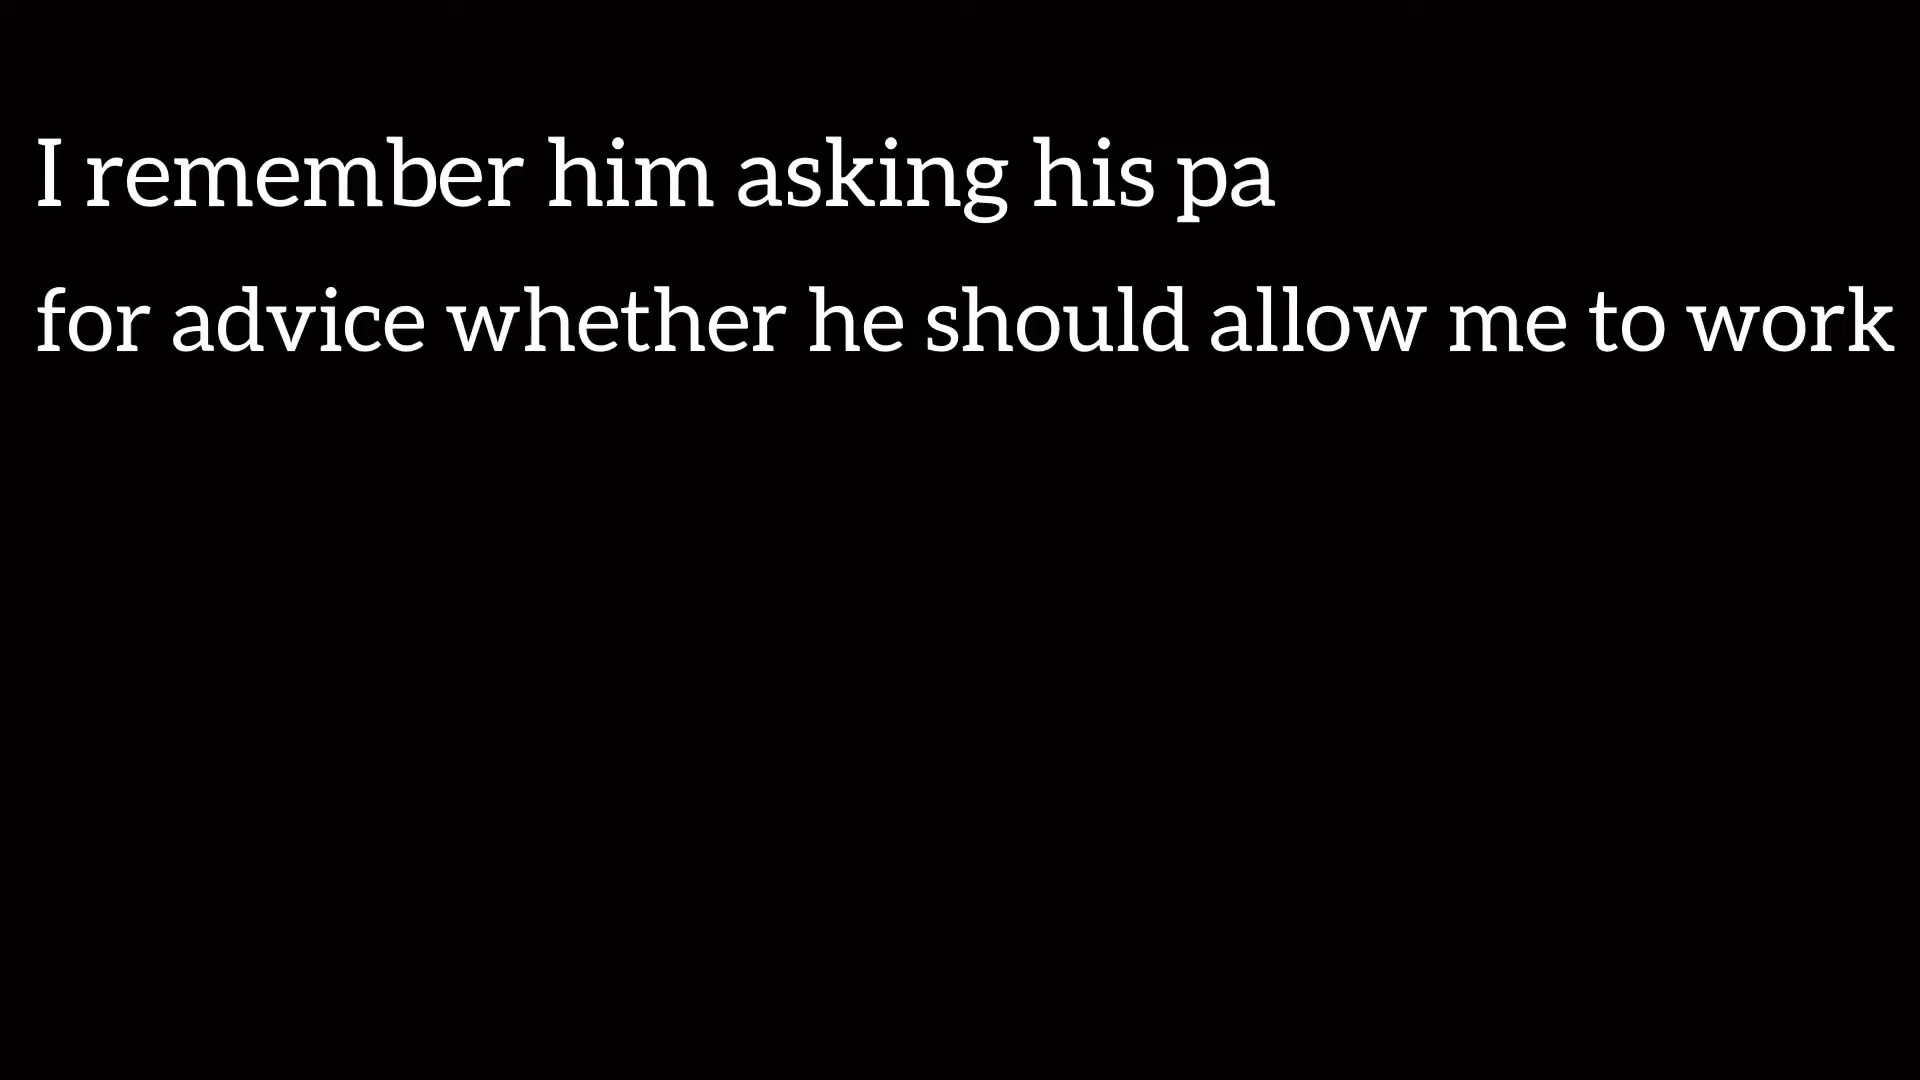 I remember him asking his pa
for advice whether he should allow me to work